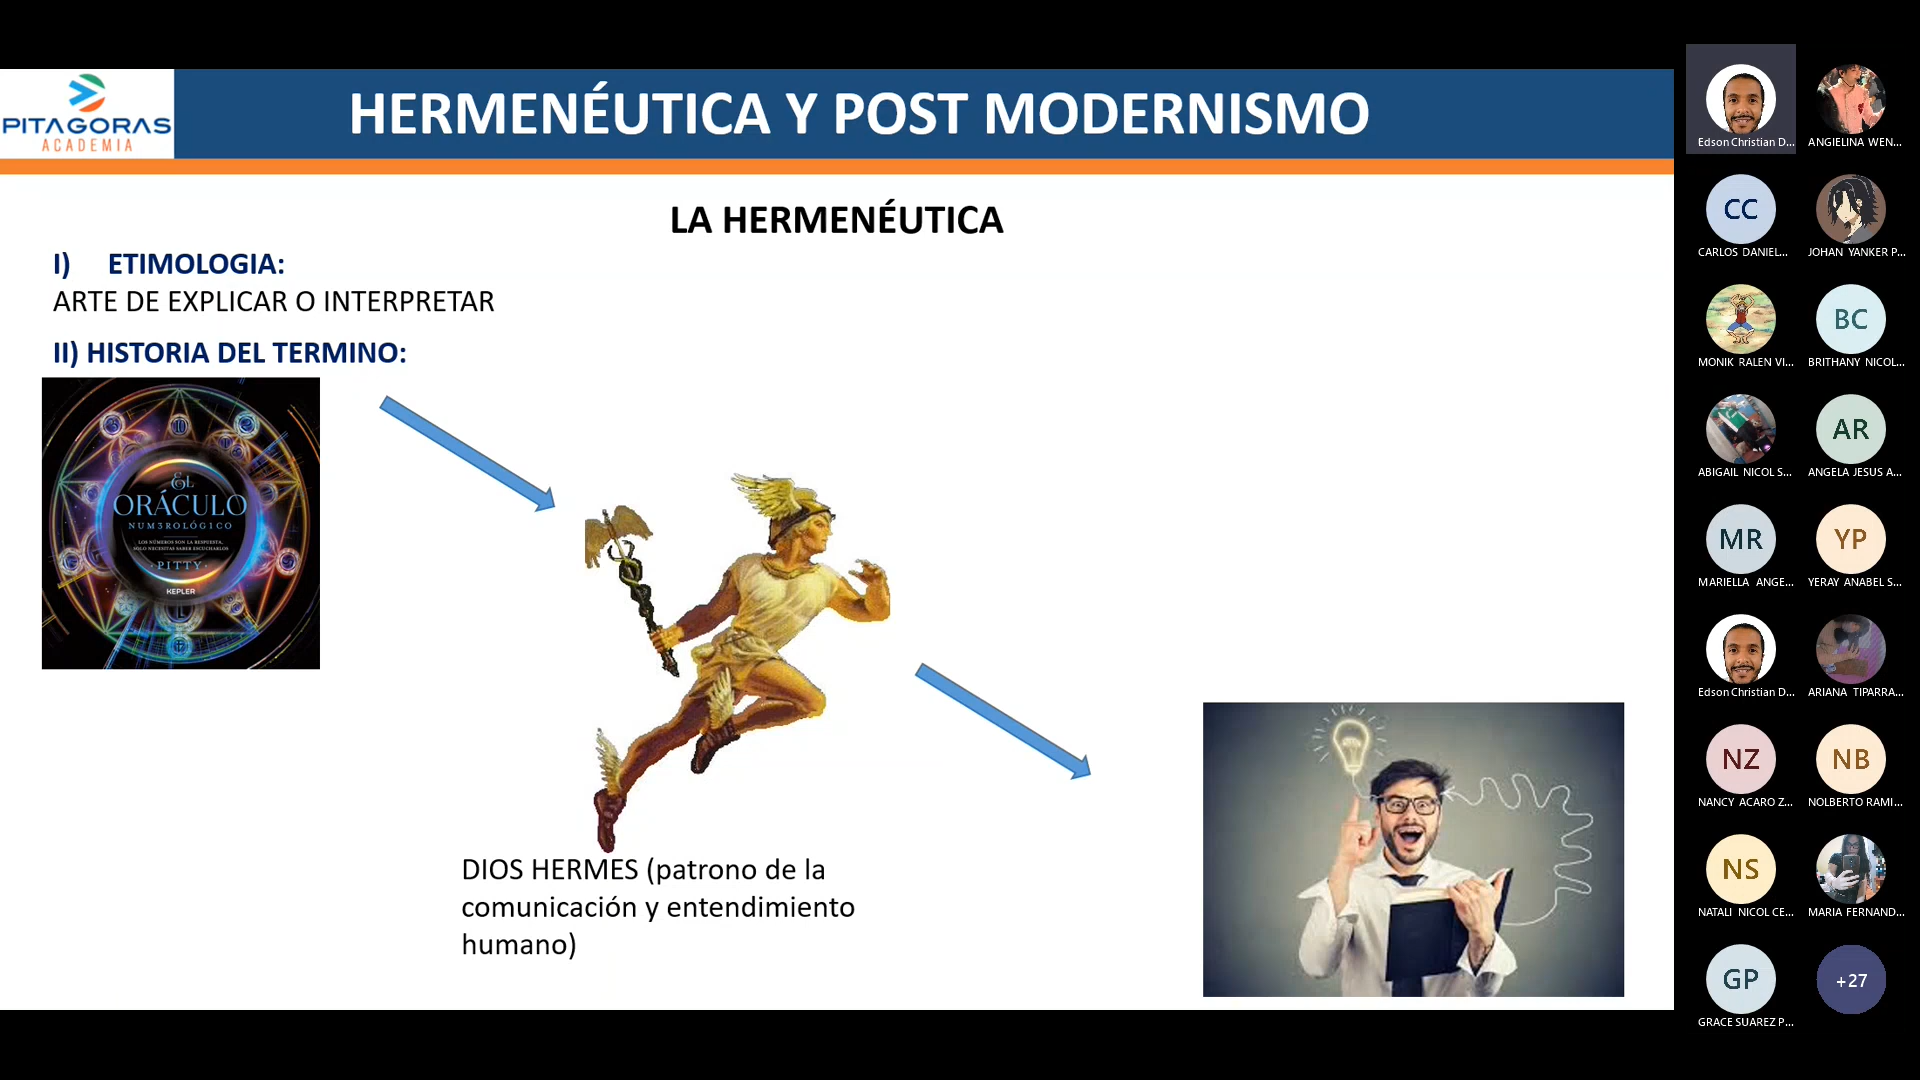 PITAGORAS
ACADEMIA
HERMENÉUTICA Y POST MODERNISMO
LA HERMENÉUTICA
I) ETIMOLOGIA:
ARTE DE EXPLICAR O INTERPRETAR
II) HISTORIA DEL TERMINO:
EL
ORÁCULO
NUM3ROLÓG1CO
LOS NÚMEROS SON LA RESPUESTA,
SOLO NECESITAS SABER ESCUCHARLOS
·PITTY·
KEPLER
DIOS HERMES (patrono de la
comunicación y entendimiento
humano)
Edson Christian D...
ANGIELINA WEN...
CC
CARLOS DANIEL...
JOHAN YANKER P...
MONIK RALEN VI...
BC
BRITHANY NICOL...
ABIGAIL NICOL S...
AR
ANGELA JESUS A...
MR
MARIELLA ANGE...
YP
YERAY ANABEL S...
Edson Christian D...
ARIANA TIPARRA...
NZ
NANCY ACARO Z...
NB
NOLBERTO RAMI...
NS
NATALI NICOL CE...
MARIA FERNAND...
GP
GRACE SUAREZ P...
+27